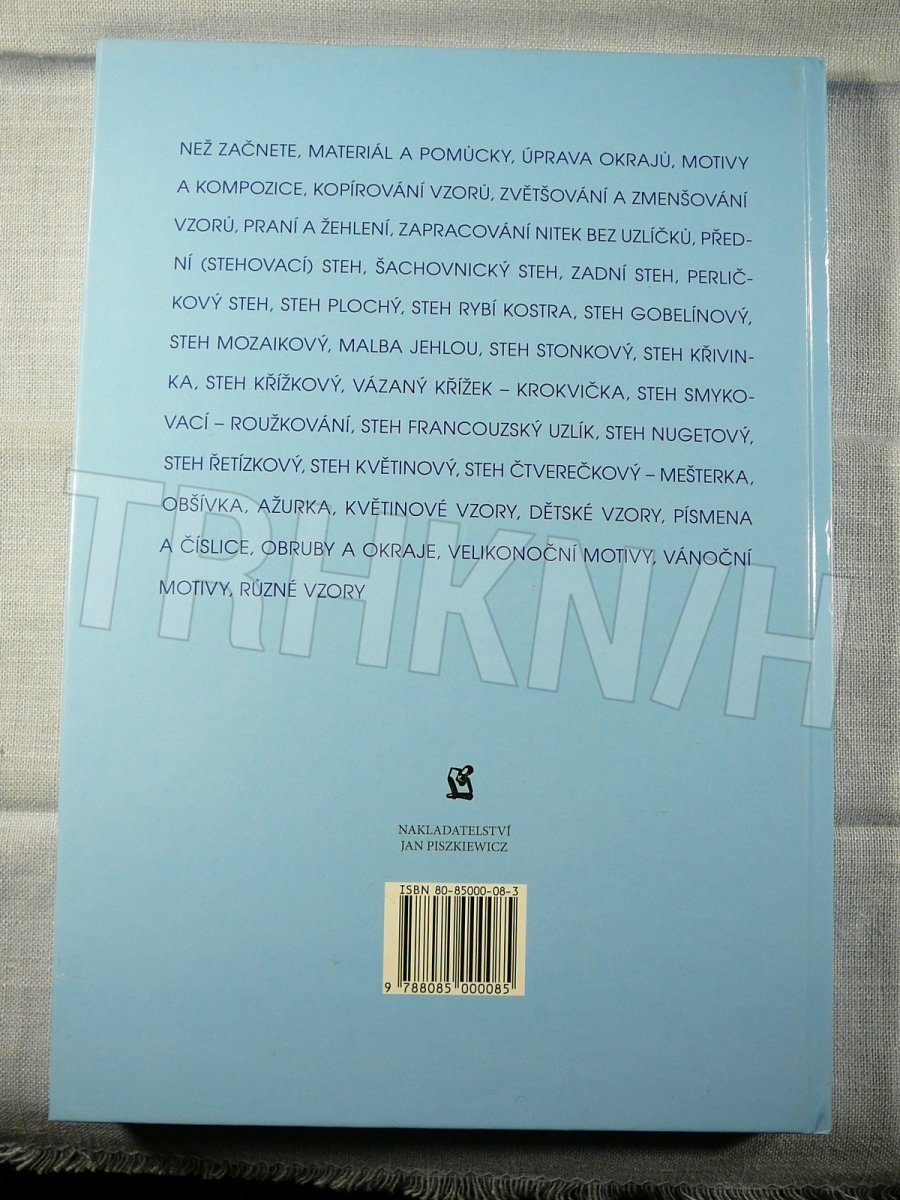 NEŽ ZAČNETE, MATERIÁL A POMŮCKY, ÚPRAVA OKRAJŮ, MOTIVY
A KOMPOZICE, KOPÍROVÁNÍ VZORŮ, ZVĚTŠOVÁNÍ A ZMENŠOVÁNÍ
VZORŮ, PRANÍ A ŽEHLENÍ, ZAPRACOVÁNÍ NITEK BEZ UZLÍČKŮ, PŘED-
NÍ (STEHOVACÍ) STEH, ŠACHOVNICKÝ STEH, ZADNÍ STEH, PERLIČ-
KOVÝ STEH, STEH PLOCHÝ, STEH RYBÍ KOSTRA, STEH GOBELÍNOVÝ,
STEH MOZAIKOVÝ, MALBA JEHLOU, STEH STONKOVÝ, STEH KŘIVIN-
KA, STEH KŘÍŽKOVÝ, VÁZANÝ KŘÍŽEK – KROKVIČKA, STEH SMYKO-
VACÍ – ROUŽKOVÁNÍ, STEH FRANCOUZSKÝ UZLÍK, STEH NUGETOVÝ,
STEH ŘETÍZKOVÝ, STEH KVĚTINOVÝ, STEH ČTVEREČKOVÝ – MEŠTERKA,
OBŠÍVKA, AŽURKA, KVĚTINOVÉ VZORY, DĚTSKÉ VZORY, PÍSMENA
A ČÍSLICE, OBRUBY A OKRAJE, VELIKONOČNÍ MOTIVY, VÁNOČNÍ
MOTIVY, RŮZNÉ VZORY
TRHKN/H
NAKLADATELSTVÍ
JAN PISZKIEWICZ
ISBN 80-85000-08-3
9 788085 000085